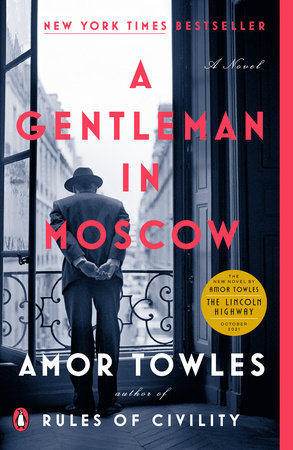 NEW YORK TIMES BESTSELLER
A
A Novel
GENTLEMAN
IN
MOSCOW
THE
NEW NOVEL BY
AMOR TOWLES
THE LINCOLN
HIGHWAY
OCTOBER
2021
AMOR TOWLES
author of
RULES OF CIVILITY